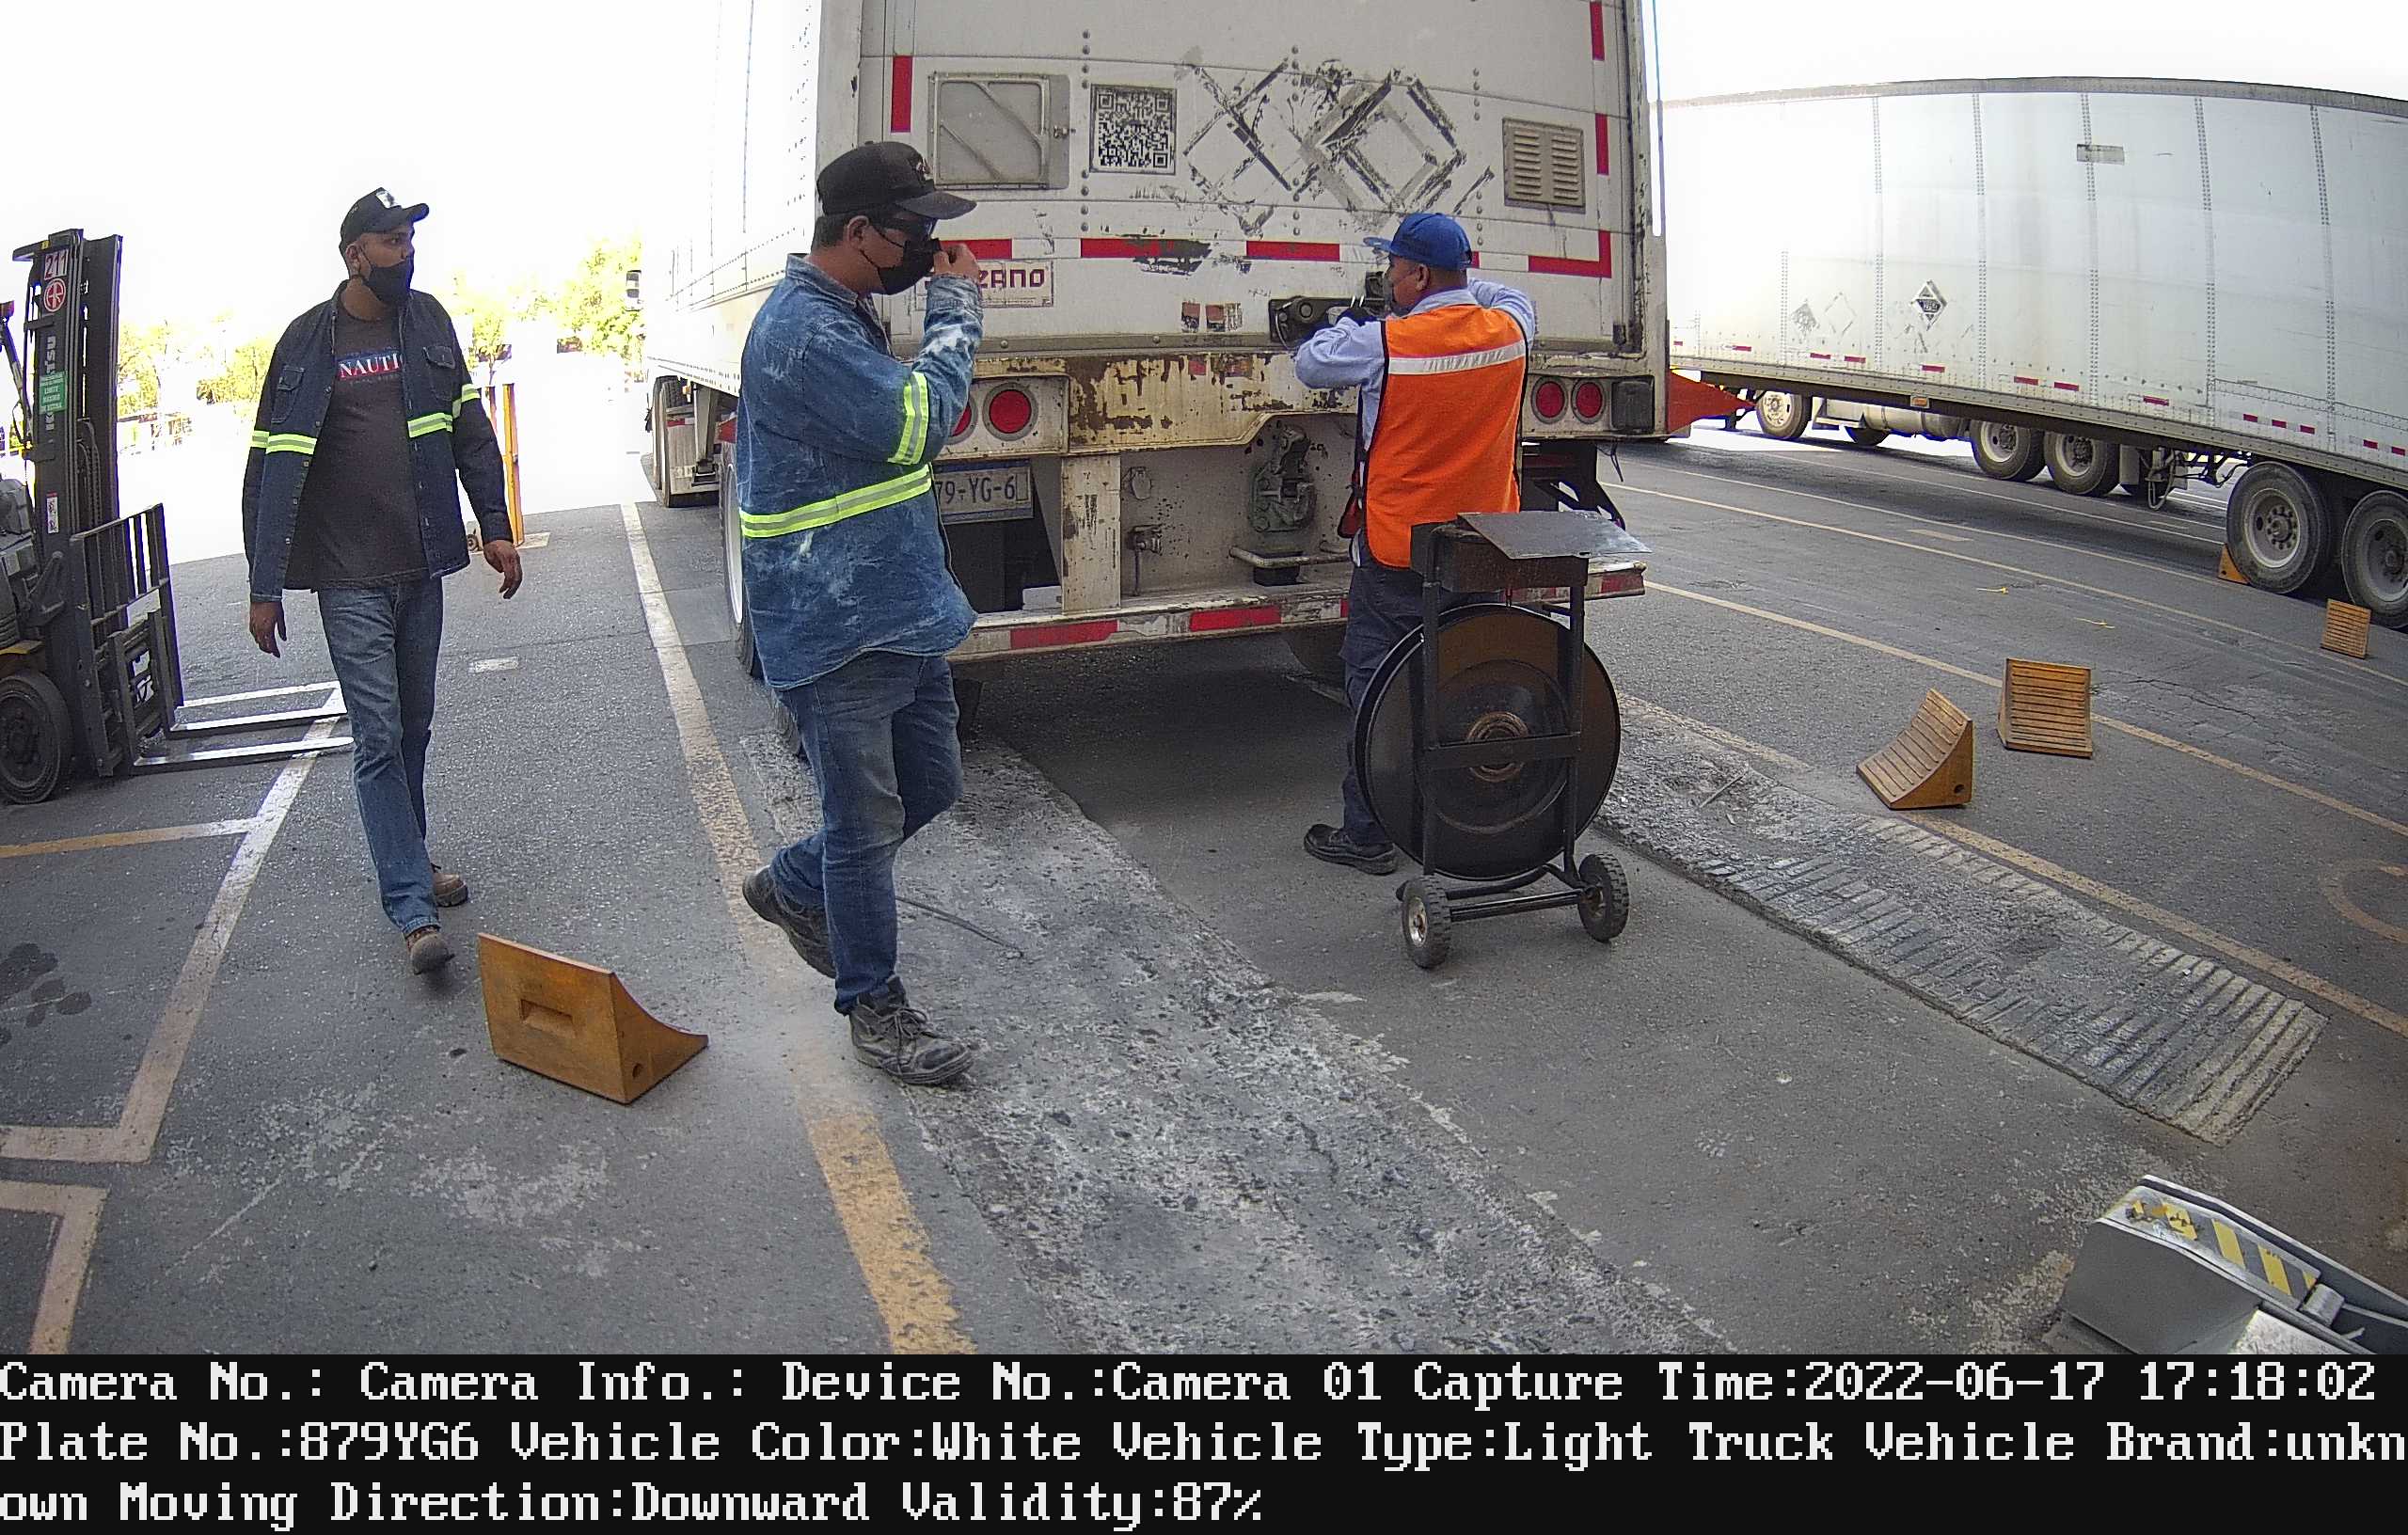 211
NAUTI
ZANO
79-YG-6
Camera No.: Camera Info.: Device No.:Camera 01 Capture Time:2022-06-17 17:18:02
Plate No.:879YG6 Vehicle Color:White Vehicle Type:Light Truck Vehicle Brand:unkn
own Moving Direction:Downward Validity:87%